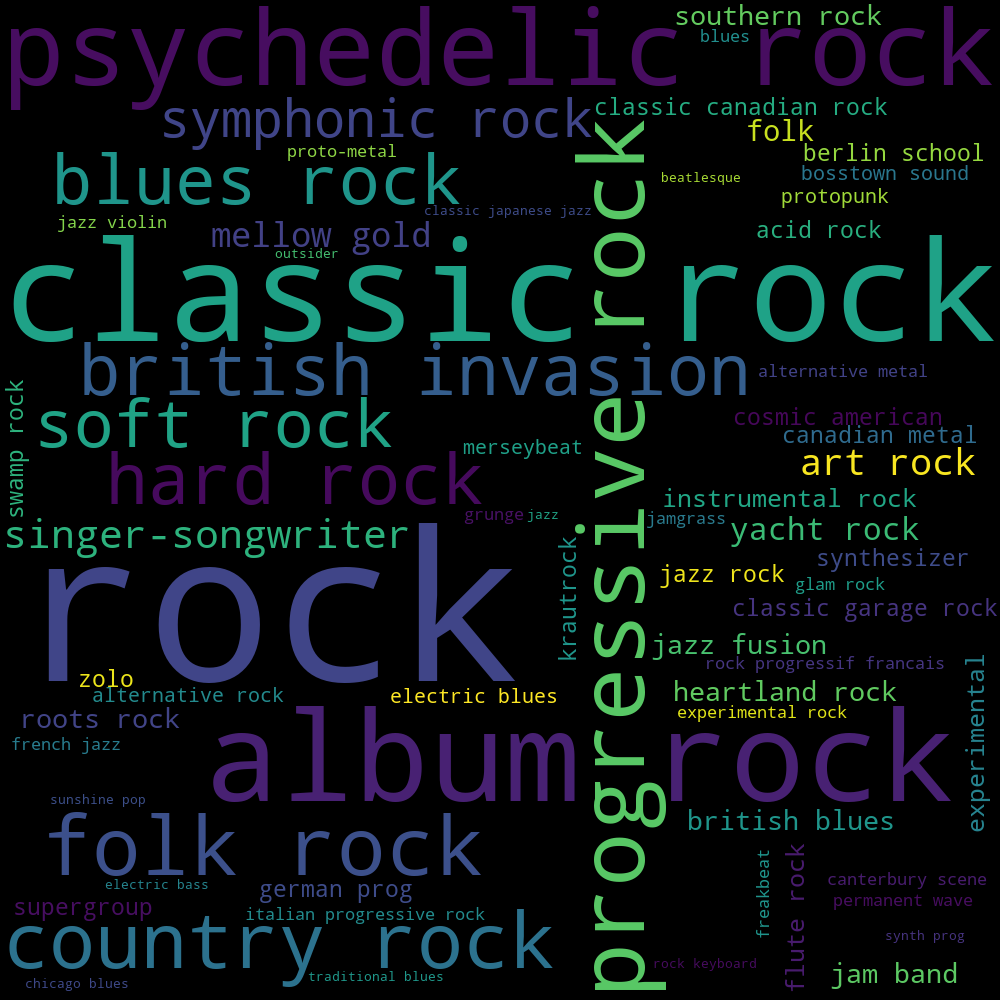 psychedelic rock
southern rock
blues
symphonic rock
classic canadian rock
folk
proto-metal
berlin school
blues rock
bosstown sound
beatlesque
protopunk
classic japanese jazz
jazz violin
mellow gold
acid rock
outsider
classic rock
progressive rock
british invasion
alternative metal
swamp rock
soft rock
cosmic american
canadian metal
merseybeat
art rock
hard rock
instrumental rock
grunge
jazz
jamgrass
singer-songwriter
yacht rock
krautrock
synthesizer
rock
jazz rock
glam rock
classic garage rock
jazz fusion
rock progressif francais
zolo
alternative rock
electric blues
heartland rock
experimental
roots rock
experimental rock
french jazz
album rock
sunshine pop
british blues
folk rock
freakbeat
flute rock
electric bass
german prog
canterbury scene
supergroup
italian progressive rock
permanent wave
country rock
synth prog
rock keyboard
traditional blues
jam band
chicago blues